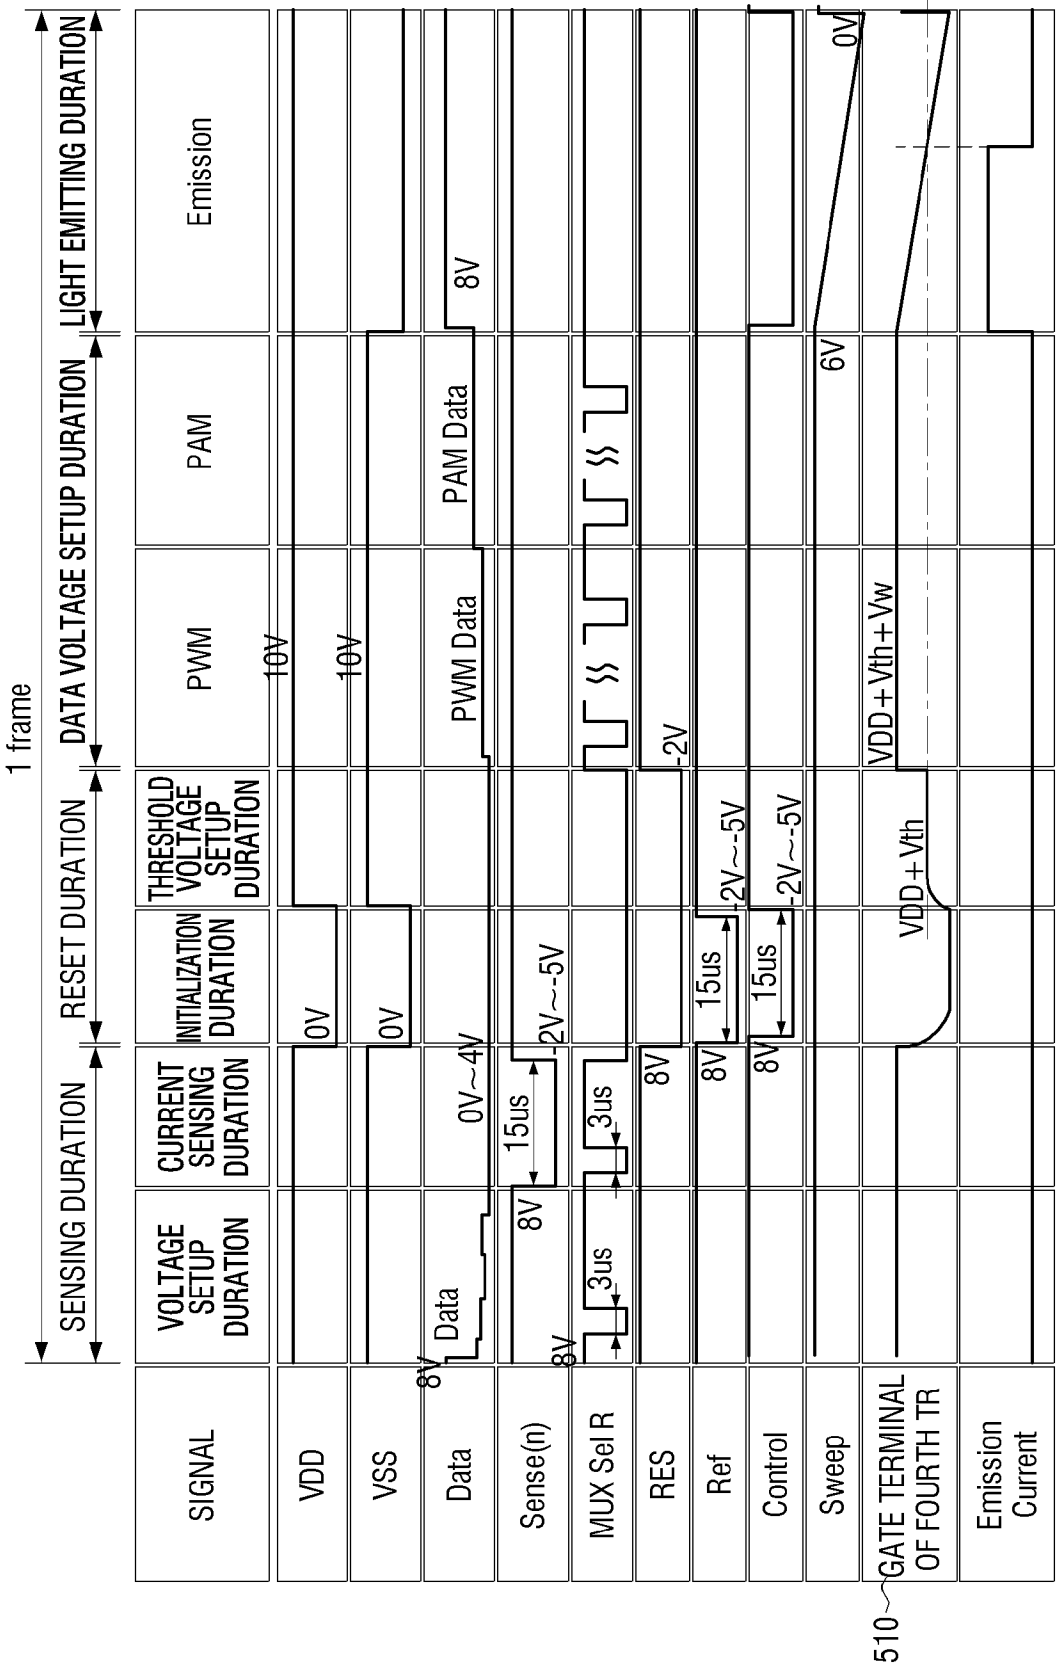 1 frame
SENSING DURATION
RESET DURATION
DATA VOLTAGE SETUP DURATION
LIGHT EMITTING DURATION
SIGNAL
VOLTAGE
SETUP
DURATION
CURRENT
SENSING
DURATION
INITIALIZATION
DURATION
THRESHOLD
VOLTAGE
SETUP
DURATION
PWM
PAM
Emission
VDD
0V
10V
VSS
0V
10V
Data
8V
Data
0V~4V
PWM Data
PAM Data
8V
Sense(n)
8V
15us
-2V~-5V
MUX Sel R
8V
3us
3us
RES
8V
-2V
Ref
8V
15us
-2V~-5V
Control
8V
15us
-2V~-5V
Sweep
6V
0V
510
GATE TERMINAL
OF FOURTH TR
VDD+Vth
VDD+Vth+Vw
Emission
Current